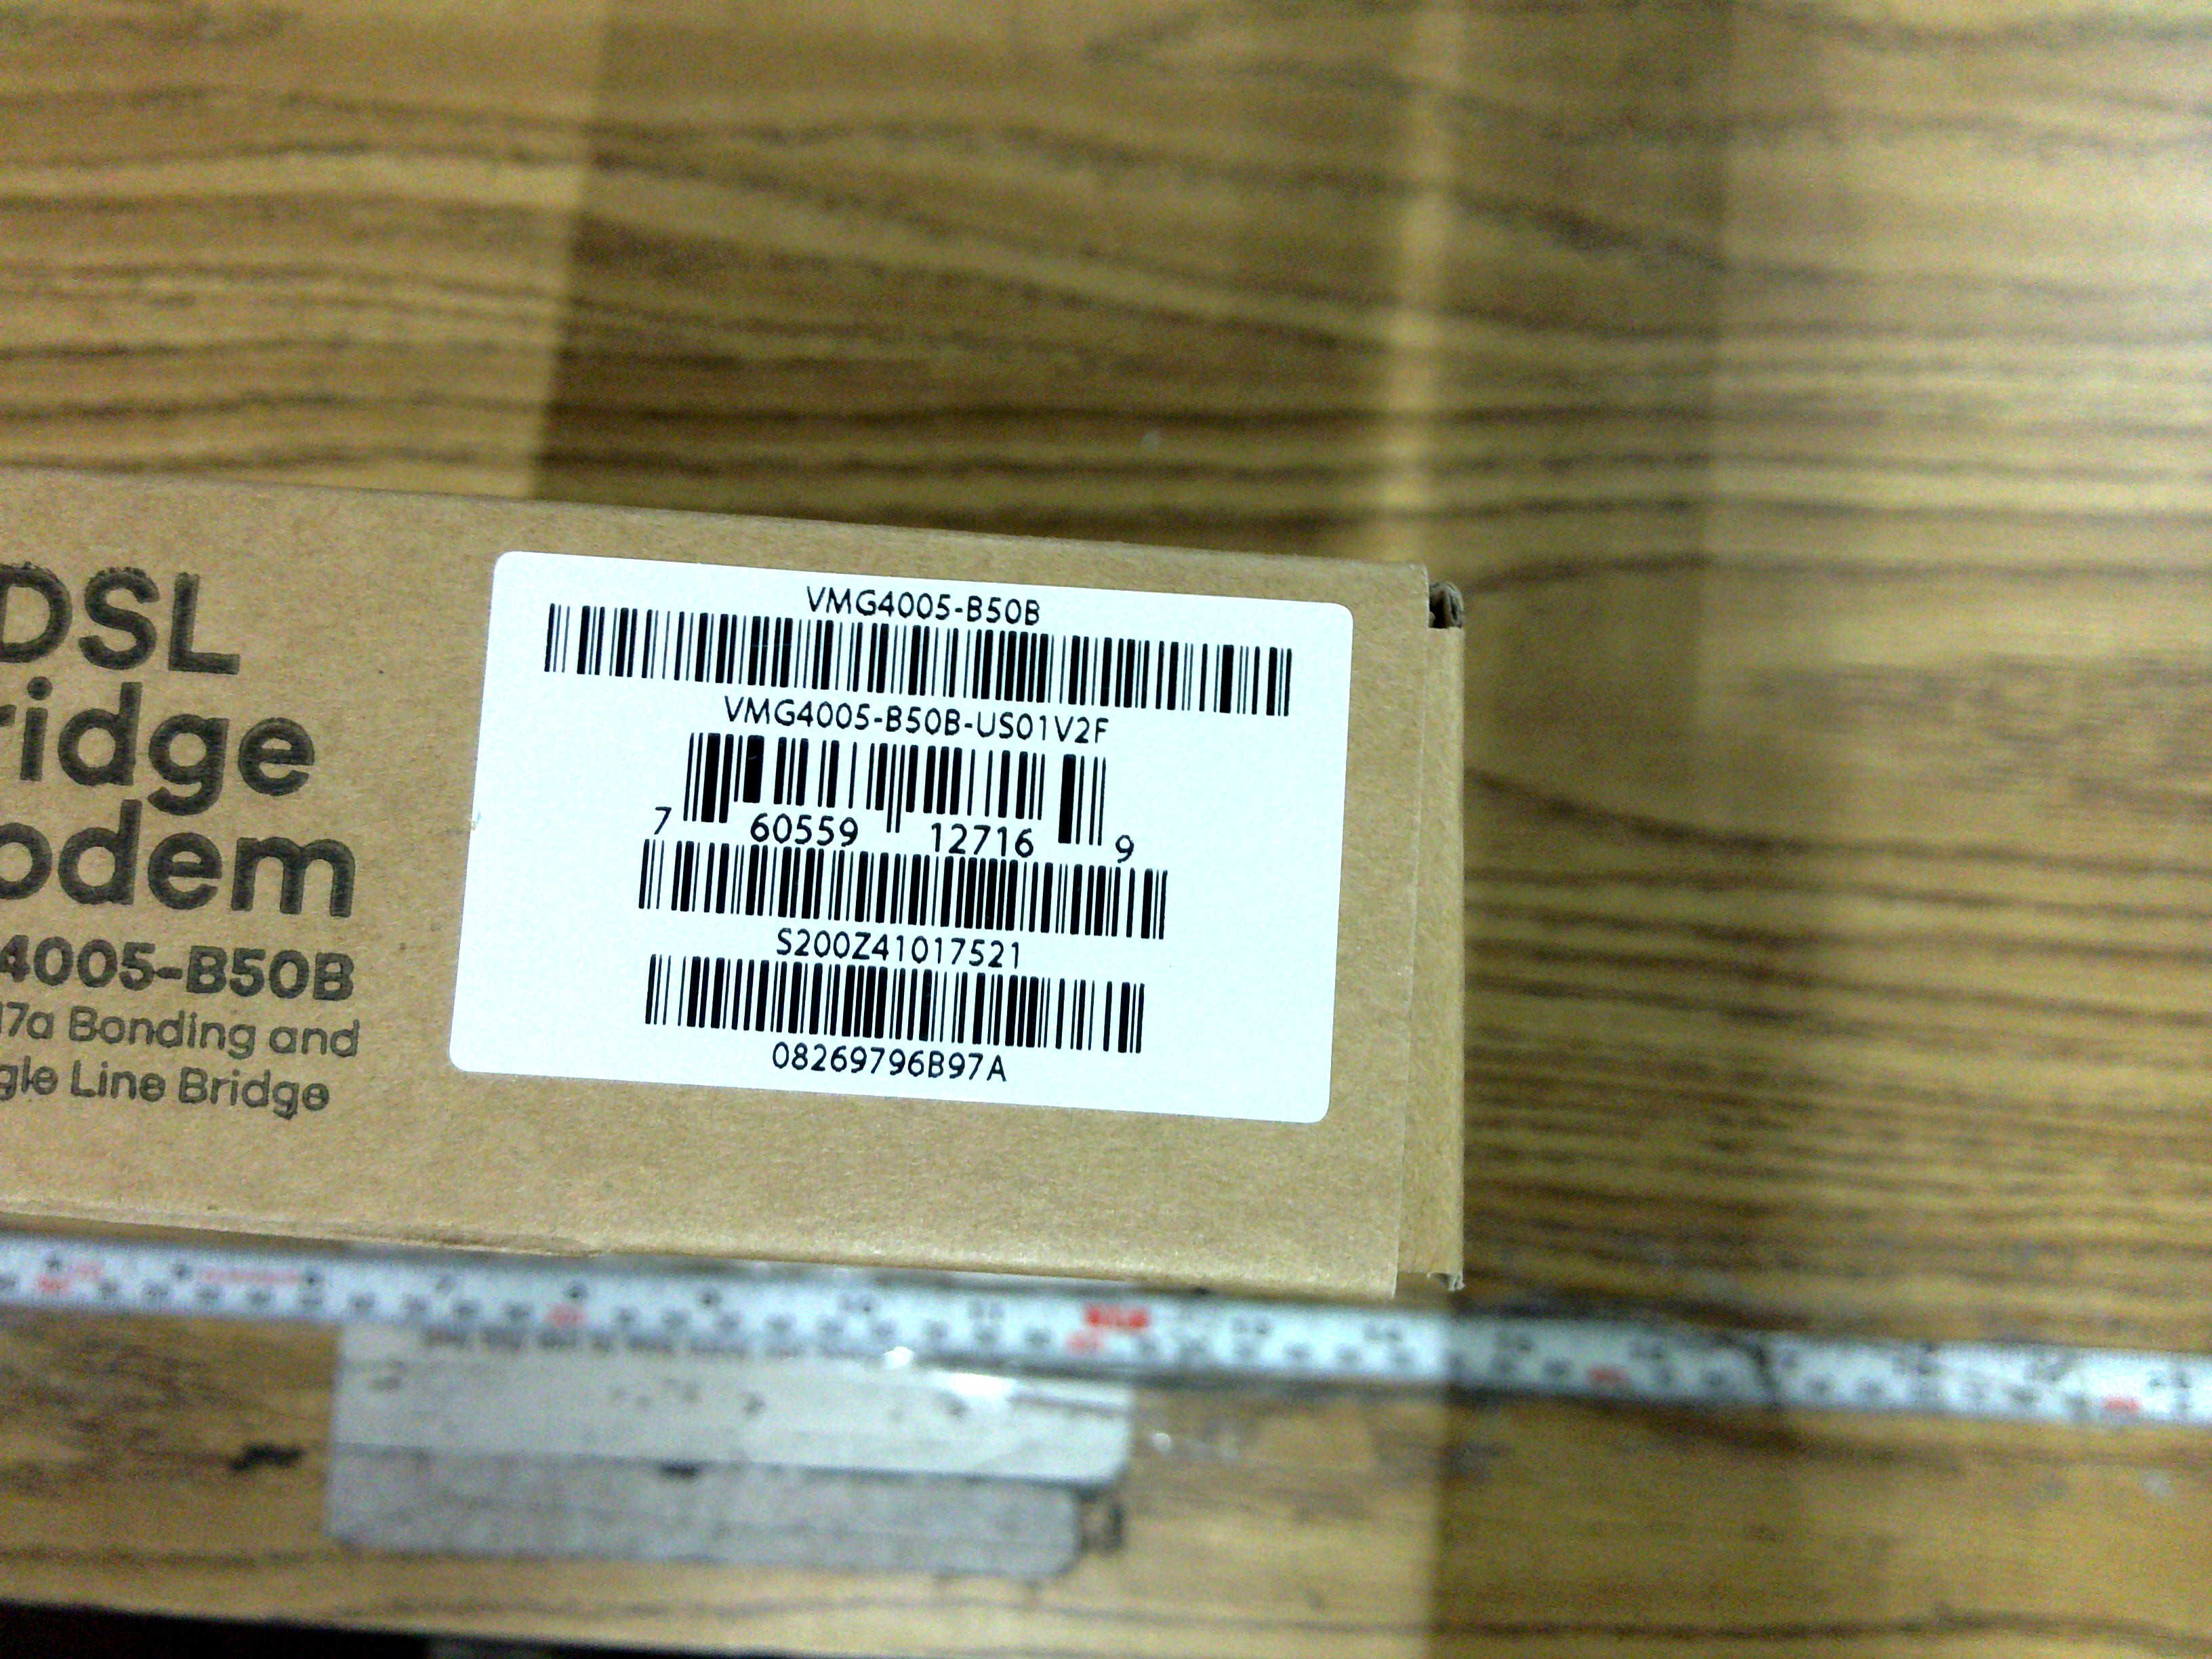 DSL
ridge
odem
4005-B50B
17a Bonding and
gle Line Bridge
VMG4005-B50B
VMG4005-B50B-US01V2F
7 60559 12716 9
S200Z41017521
08269796B97A